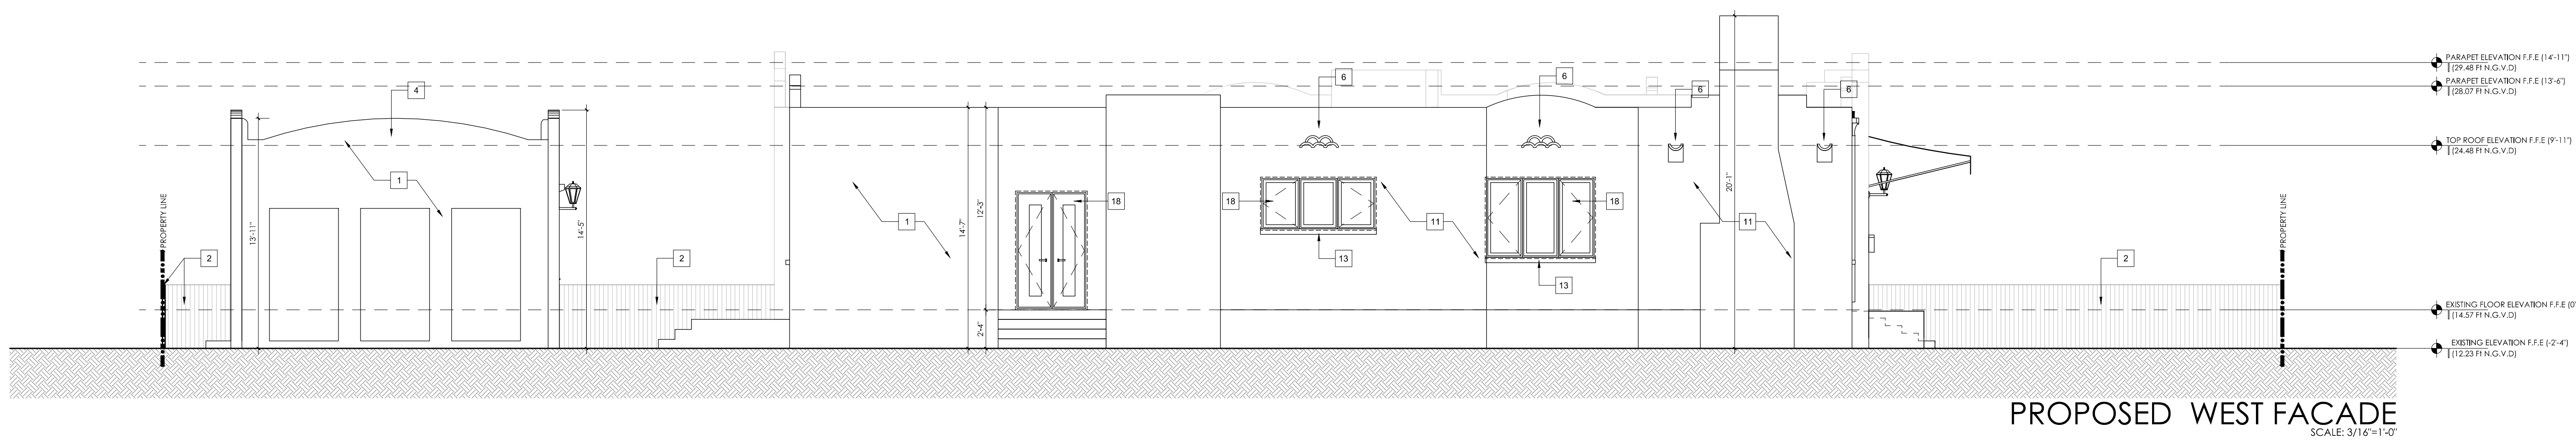 PARAPET ELEVATION F.F.E (14'-11")
(29.48 Ft N.G.V.D)
6
6
PARAPET ELEVATION F.F.E (13'-6")
(28.07 Ft N.G.V.D)
4
6
6
TOP ROOF ELEVATION F.F.E (9'-11")
(24.48 Ft N.G.V.D)
1
20'-1"
PROPERTY LINE
18
18
18
12'-3"
PROPERTY LINE
1
11
11
13'-11"
14'-5"
14'-7"
2
2
13
2
13
EXISTING FLOOR ELEVATION F.F.E (0'
(14.57 Ft N.G.V.D)
2'-4"
EXISTING ELEVATION F.F.E (-2'-4")
(12.23 Ft N.G.V.D)
PROPOSED WEST FACADE
SCALE: 3/16"=1'-0"